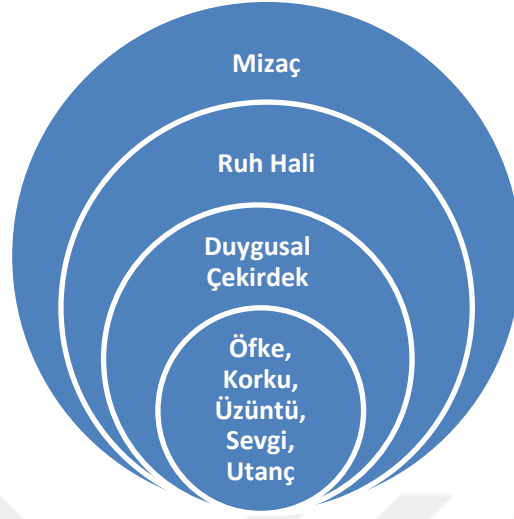 Mizaç
Ruh Hali
Duygusal
Çekirdek
Öfke,
Korku,
Üzüntü,
Sevgi,
Utanç